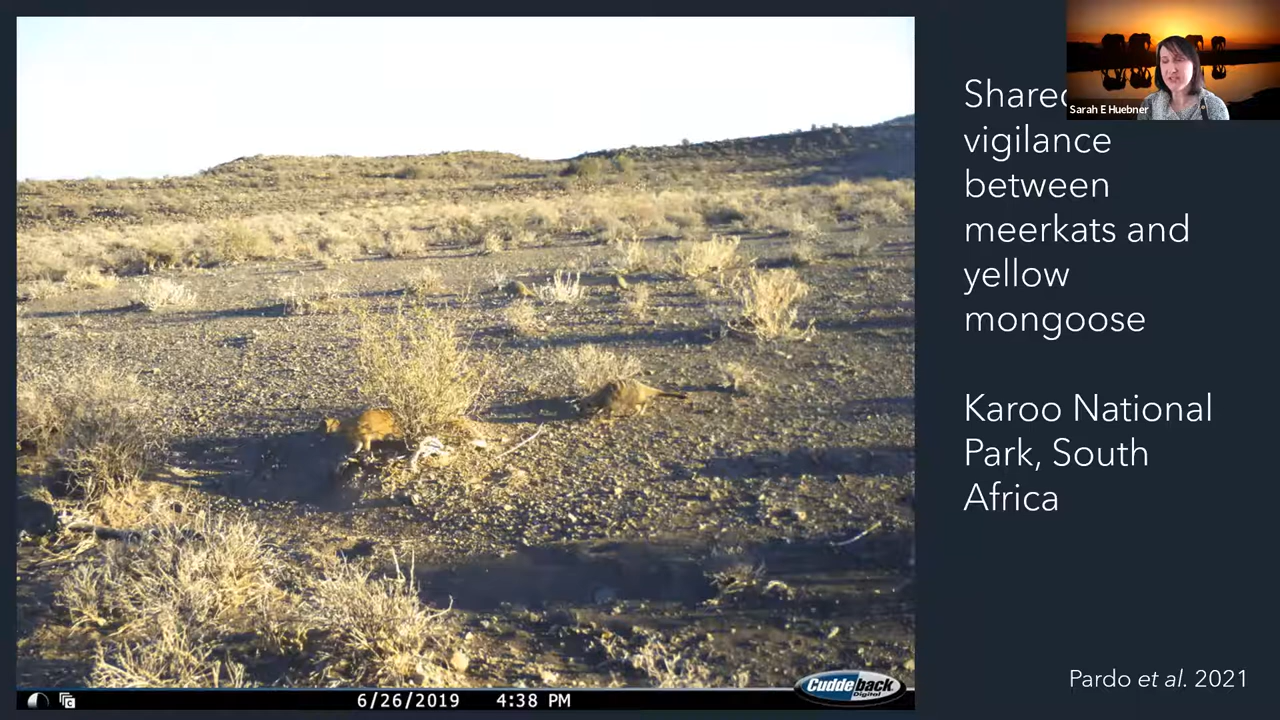 Shared
vigilance
between
meerkats and
yellow
mongoose
Karoo National
Park, South
Africa
Sarah E Huebner
6/26/2019 4:38 PM
Cuddeback
Digital
Pardo et al. 2021